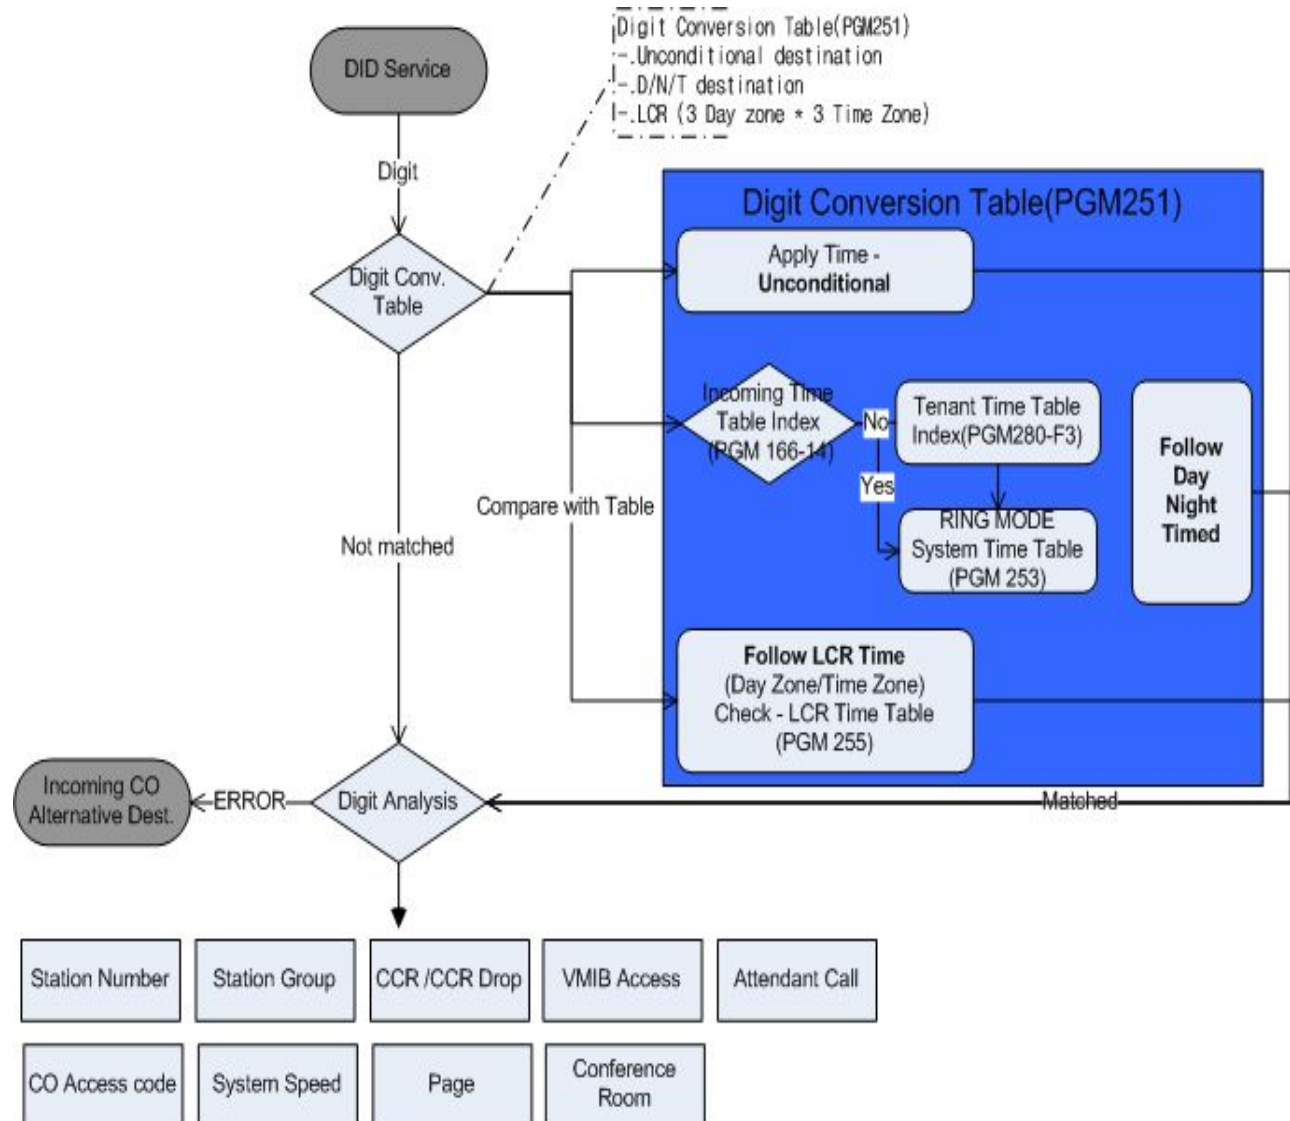 Digit Conversion Table(PGM251)
-.Unconditional destination
-.D/N/T destination
-.LCR (3 Day zone * 3 Time Zone)
DID Service
Digit
Digit Conv.
Table
Compare with Table
Not matched
Digit Conversion Table(PGM251)
Apply Time -
Unconditional
Incoming Time
Table Index
(PGM 166-14)
No
Yes
Tenant Time Table
Index(PGM280-F3)
RING MODE
System Time Table
(PGM 253)
Follow
Day
Night
Timed
Follow LCR Time
(Day Zone/Time Zone)
Check - LCR Time Table
(PGM 255)
Matched
Digit Analysis
ERROR
Incoming CO
Alternative Dest.
Station Number
Station Group
CCR /CCR Drop
VMIB Access
Attendant Call
CO Access code
System Speed
Page
Conference
Room